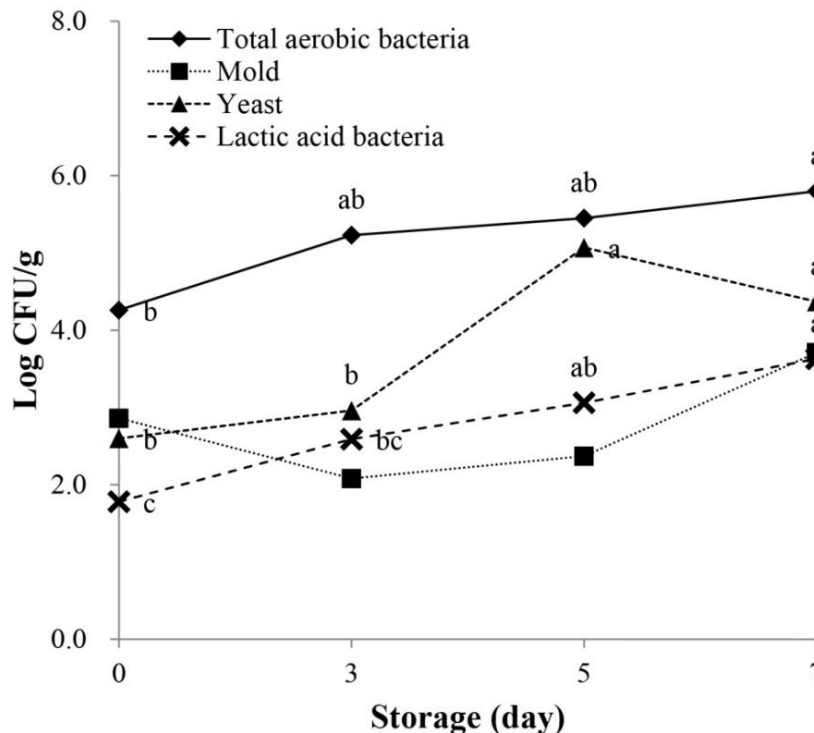 8.0
Total aerobic bacteria
Mold
Yeast
Lactic acid bacteria
6.0
4.0
2.0
0.0
Log CFU/g
ab
ab
b
a
b
ab
b
bc
c
0
3
5
Storage (day)